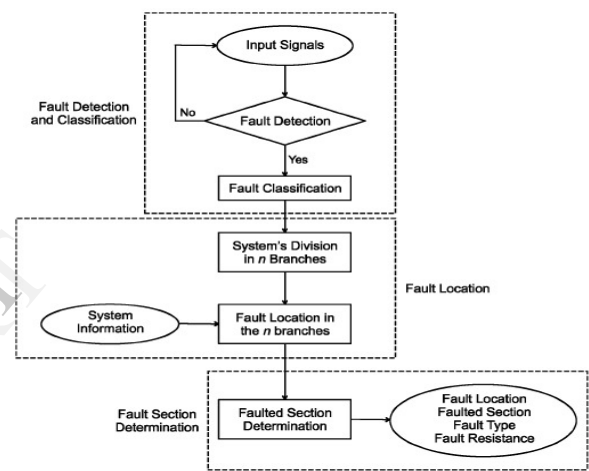 Input Signals
Fault Detection
and Classification
No
Fault Detection
Yes
Fault Classification
System's Division
in n Branches
Fault Location
System
Information
Fault Location in
the n branches
Fault Section
Determination
Faulted Section
Determination
Fault Location
Faulted Section
Fault Type
Fault Resistance